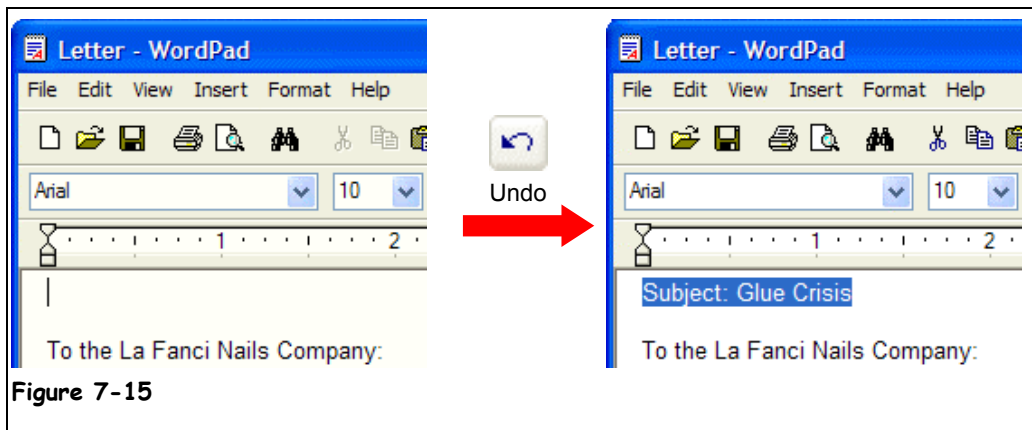 Letter - WordPad
File Edit View Insert Format Help
Arial 10
1 2
To the La Fanci Nails Company:
Undo
Letter - WordPad
File Edit View Insert Format Help
Arial 10
1 2
Subject: Glue Crisis
To the La Fanci Nails Company:
Figure 7-15